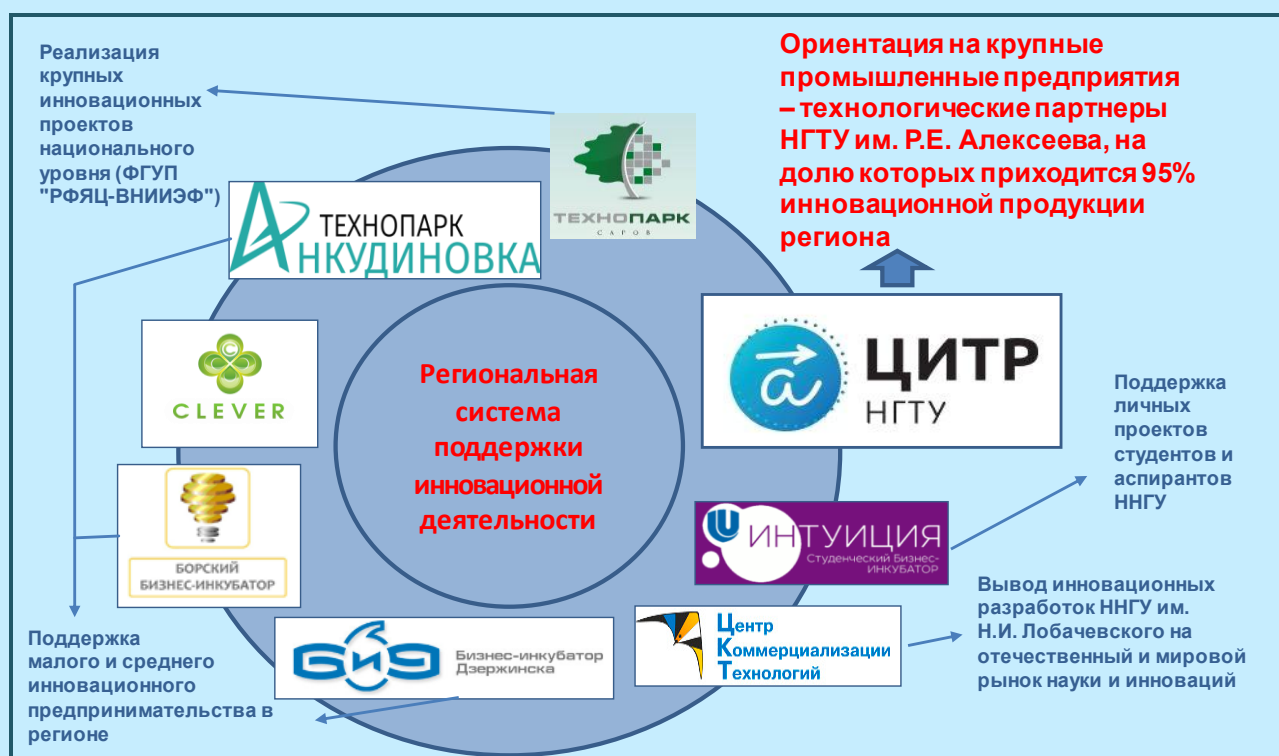 Реализация
крупных
инновационных
проектов
национального
уровня (ФГУП
"РФЯЦ-ВНИИЭФ")
Ориентация на крупные
промышленные предприятия
– технологические партнеры
НГТУ им. Р.Е. Алексеева, на
долю которых приходится 95%
инновационной продукции
региона
ТЕХНОПАРК
САРОВ
ТЕХНОПАРК
АНКУДИНОВКА
ЦИТР
НГТУ
CLEVER
Региональная
система
поддержки
инновационной
деятельности
Поддержка
личных
проектов
студентов и
аспирантов
ННГУ
БОРСКИЙ
БИЗНЕС-ИНКУБАТОР
ИНТУИЦИЯ
Студенческий Бизнес-
ИНКУБАТОР
Вывод инновационных
разработок ННГУ им.
Н.И. Лобачевского на
отечественный и мировой
рынок науки и инноваций
Центр
Коммерциализации
Технологий
БиД
Бизнес-инкубатор
Дзержинска
Поддержка
малого и среднего
инновационного
предпринимательства в
регионе